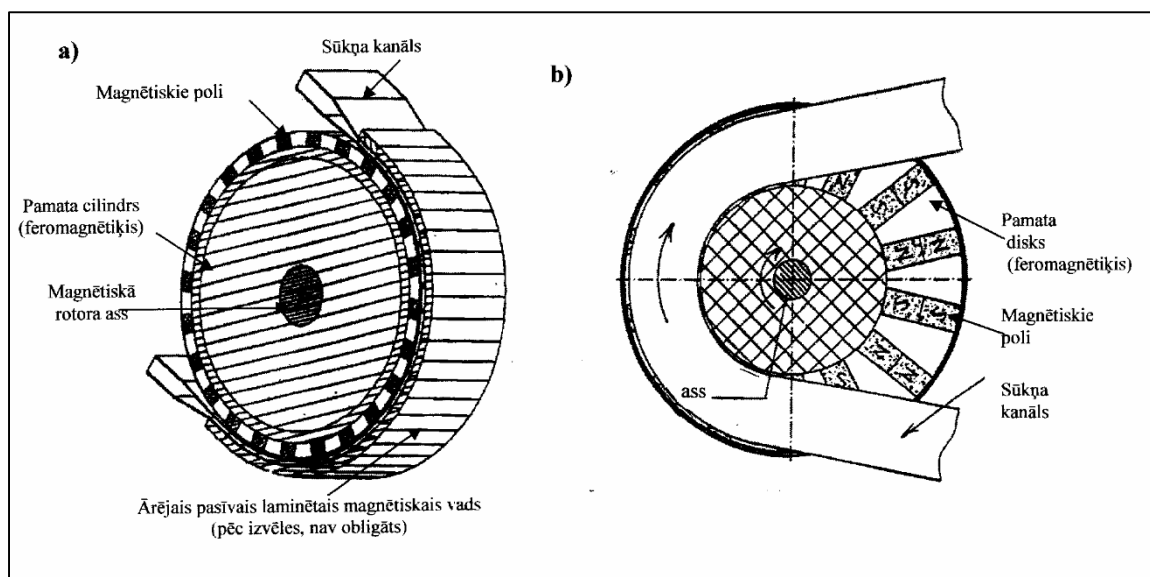 a)
Sūkņa kanāls
Magnētiskie poli
Pamata cilindrs
(feromagnētiķis)
Magnētiskā
rotora ass
Ārējais pasīvais laminētais magnētiskais vads
(pēc izvēles, nav obligāts)
b)
Pamata
disks
(feromagnētiķis)
Magnētiskie
poli
ass
Sūkņa
kanāls